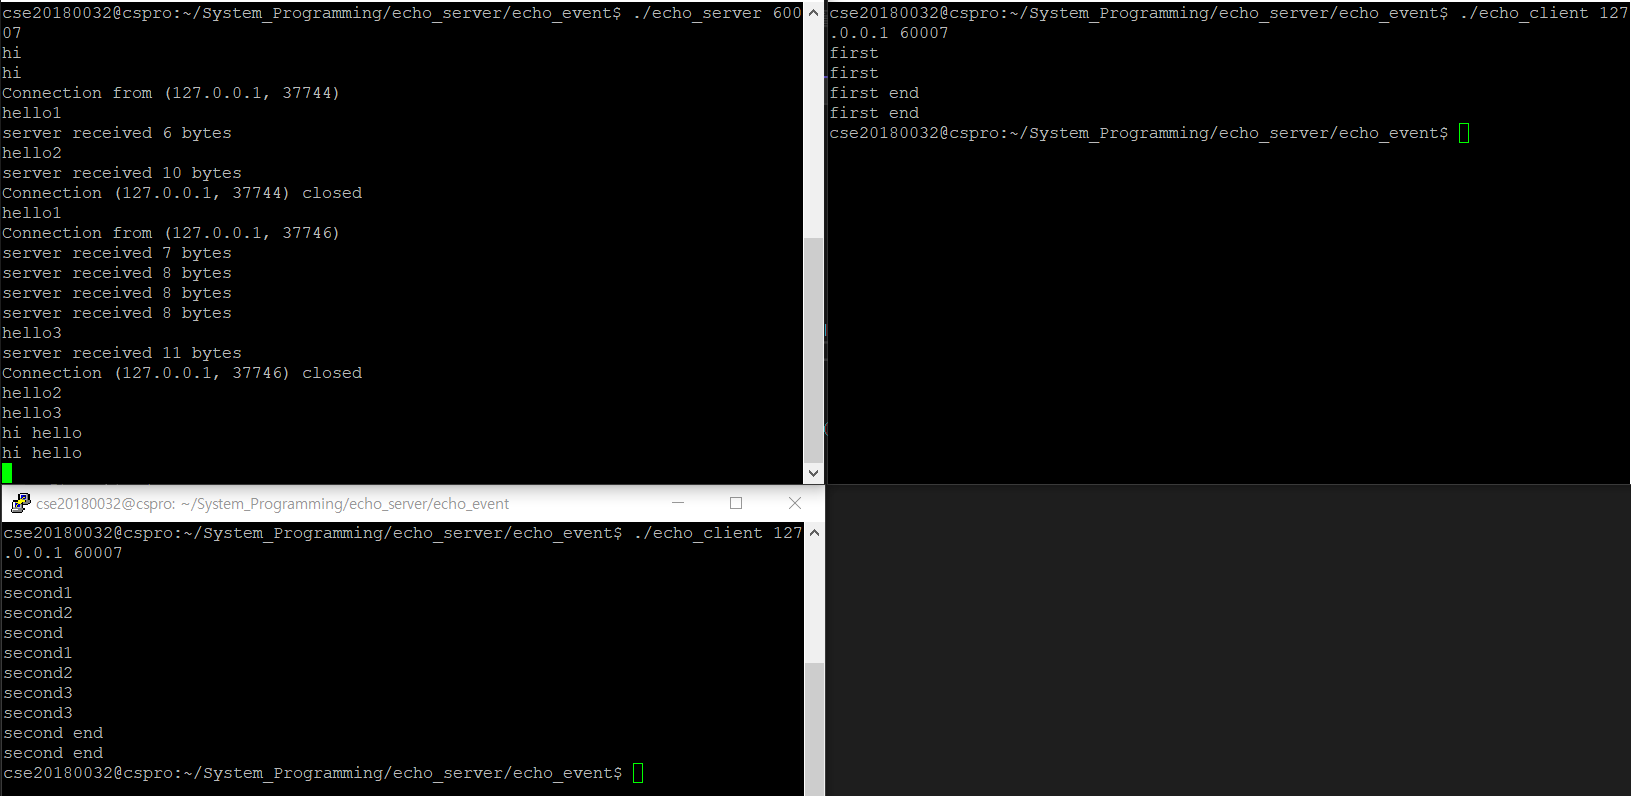 cse20180032@cspro:~/System_Programming/echo_server/echo_event$ ./echo_server 600
07
hi
hi
Connection from (127.0.0.1, 37744)
hello1
server received 6 bytes
hello2
server received 10 bytes
Connection (127.0.0.1, 37744) closed
hello1
Connection from (127.0.0.1, 37746)
server received 7 bytes
server received 8 bytes
server received 8 bytes
server received 8 bytes
hello3
server received 11 bytes
Connection (127.0.0.1, 37746) closed
hello2
hello3
hi hello
hi hello
cse20180032@cspro:~/System_Programming/echo_server/echo_event$ ./echo_client 127
.0.0.1 60007
first
first
first end
first end
cse20180032@cspro:~/System_Programming/echo_server/echo_event$
cse20180032@cspro: ~/System_Programming/echo_server/echo_event
cse20180032@cspro:~/System_Programming/echo_server/echo_event$ ./echo_client 127
.0.0.1 60007
second
second1
second2
second
second1
second2
second3
second3
second end
second end
cse20180032@cspro:~/System_Programming/echo_server/echo_event$